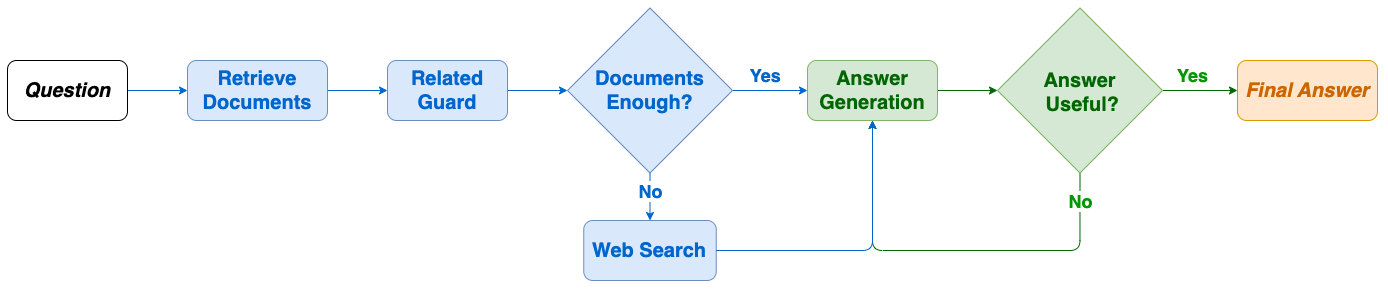 Question
Retrieve
Documents
Related
Guard
Documents
Enough?
Yes
No
Web Search
Answer
Generation
Answer
Useful?
Yes
No
Final Answer